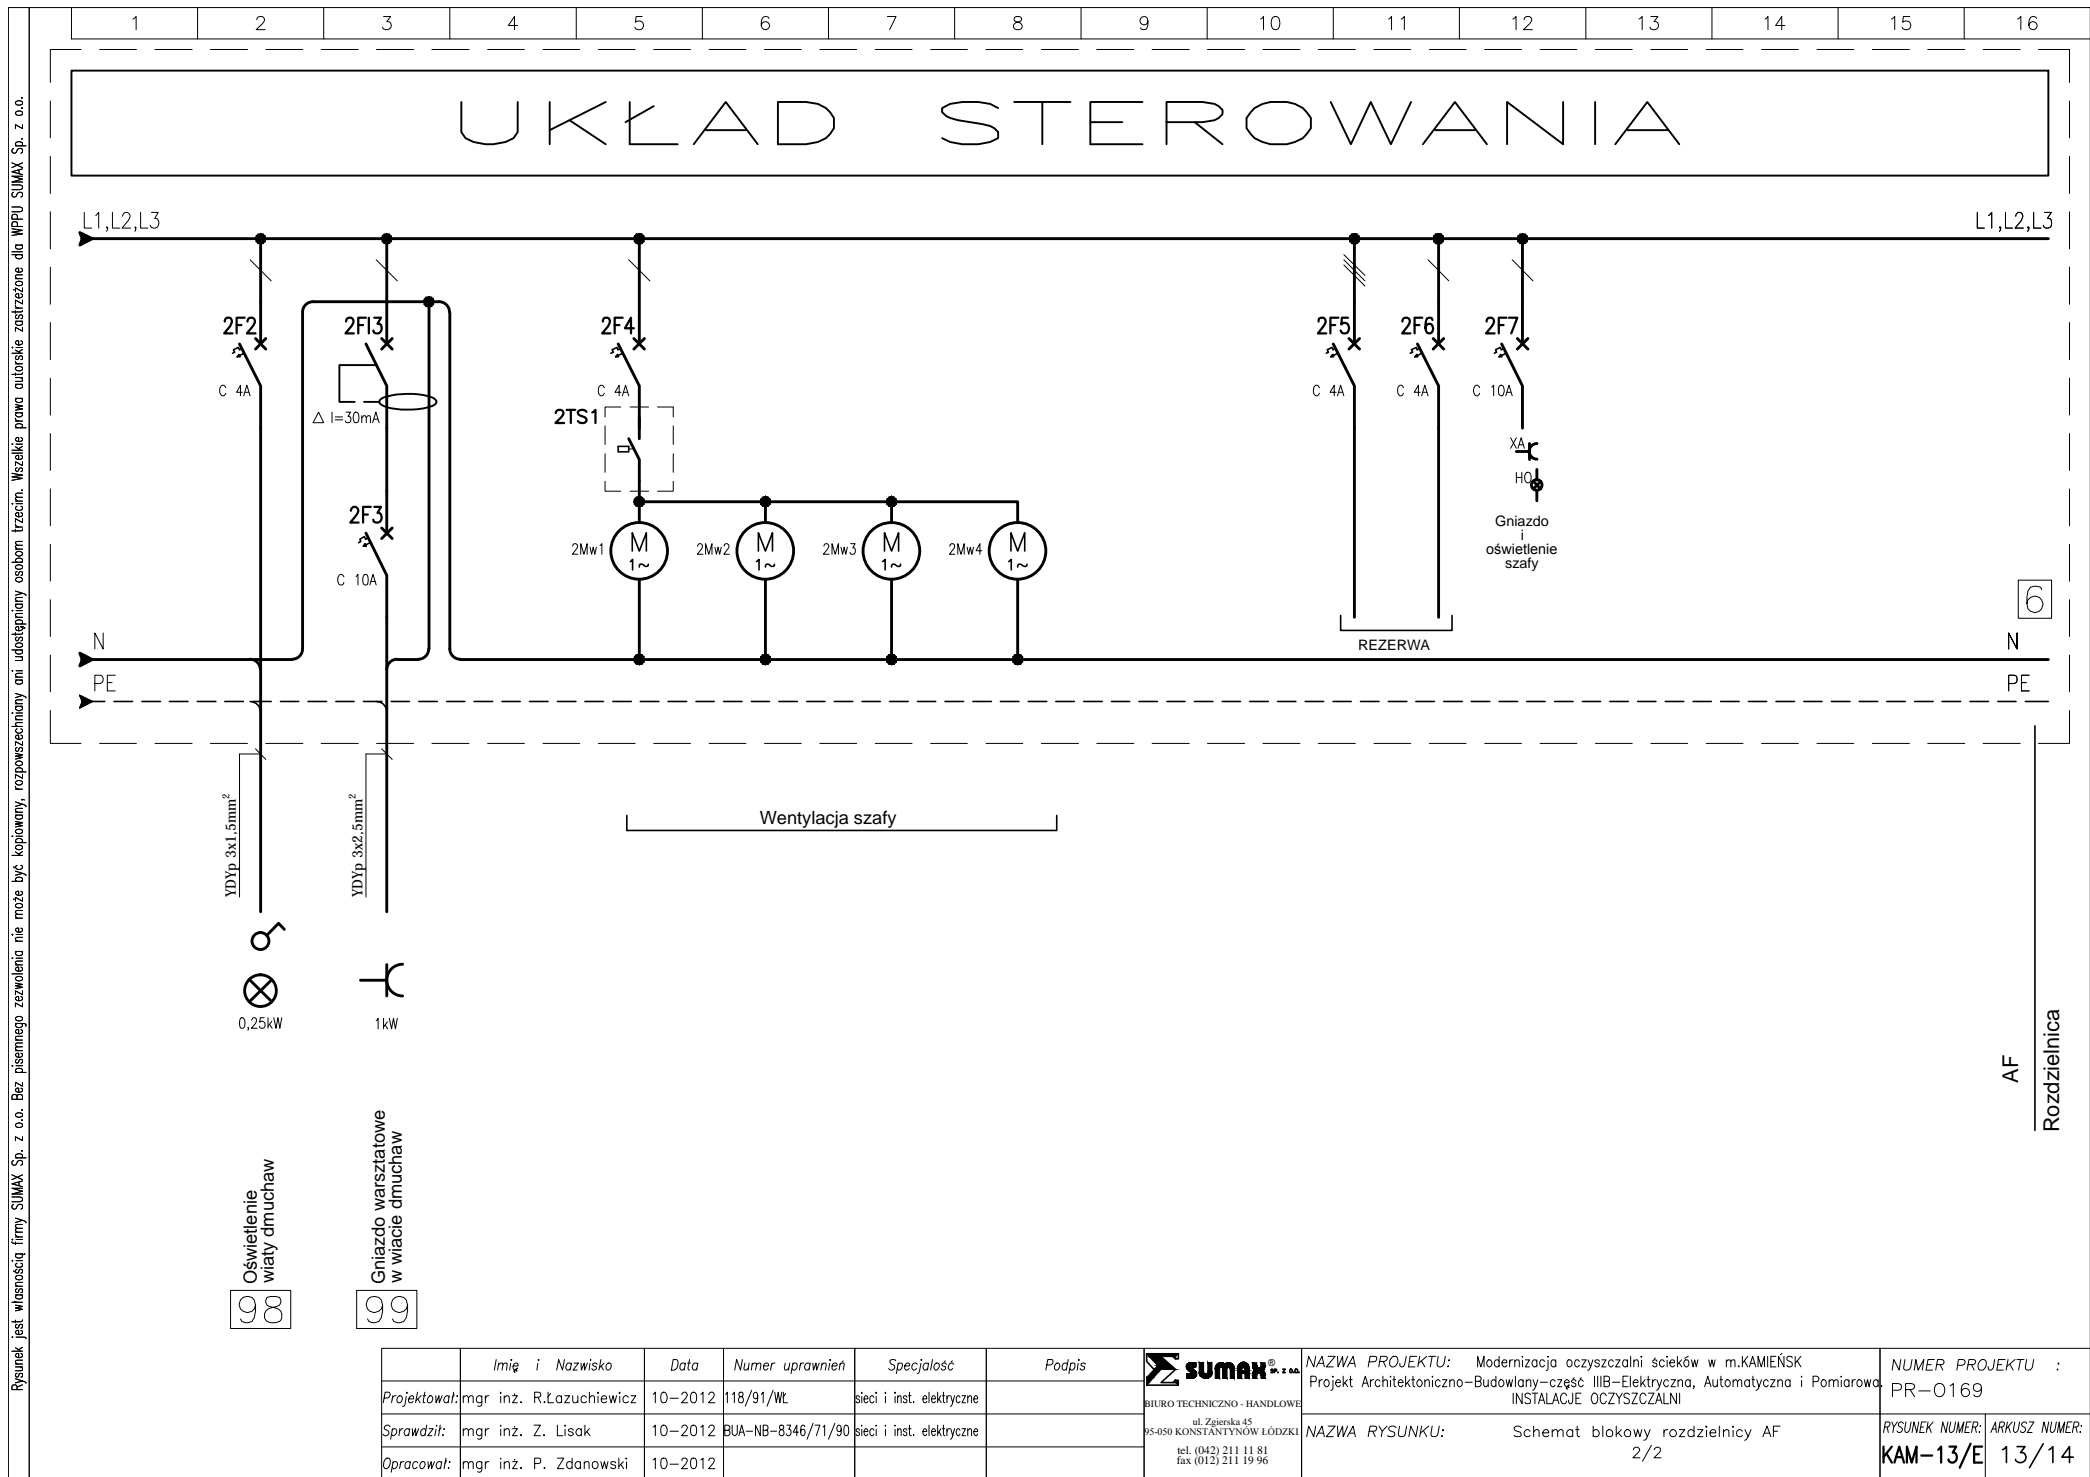 1 2 3 4 5 6 7 8 9 10 11 12 13 14 15 16
UKŁAD STEROWANIA
L1,L2,L3
L1,L2,L3
2F2
C 4A
2FI3
Δ I=30mA
2F3
C 10A
2F4
C 4A
2TS1
2Mw1
M
1~
2Mw2
M
1~
2Mw3
M
1~
2Mw4
M
1~
2F5
C 4A
2F6
C 4A
2F7
C 10A
XA
HO
Gniazdo
i
oświetlenie
szafy
REZERWA
6
N
N
PE
PE
YDYp 3x1,5mm²
YDYp 3x2,5mm²
Wentylacja szafy
0,25kW
1kW
Oświetlenie
wiaty dmuchaw
98
Gniazdo warsztatowe
w wiacie dmuchaw
99
AF
Rozdzielnica
Rysunek jest własnością firmy SUMAX Sp. z o.o. Bez pisemnego zezwolenia nie może być kopiowany, rozpowszechniany ani udostępniany osobom trzecim. Wszelkie prawa autorskie zastrzeżone dla WPPU SUMAX Sp. z o.o.
Imię i Nazwisko Data Numer uprawnień Specjalość Podpis
Projektował: mgr inż. R.Łazuchiewicz 10-2012 118/91/WŁ sieci i inst. elektryczne
Sprawdził: mgr inż. Z. Lisak 10-2012 BUA-NB-8346/71/90 sieci i inst. elektryczne
Opracował: mgr inż. P. Zdanowski 10-2012
SUMAX® SP. Z O.O.
BIURO TECHNICZNO - HANDLOWE
ul. Zgierska 45
95-050 KONSTANTYNÓW ŁÓDZKI
tel. (042) 211 11 81
fax (012) 211 19 96
NAZWA PROJEKTU: Modernizacja oczyszczalni ścieków w m.KAMIEŃSK
Projekt Architektoniczno-Budowlany-część IIIB-Elektryczna, Automatyczna i Pomiarowa.
INSTALACJE OCZYSZCZALNI
NAZWA RYSUNKU: Schemat blokowy rozdzielnicy AF
2/2
NUMER PROJEKTU :
PR-0169
RYSUNEK NUMER:
KAM-13/E
ARKUSZ NUMER:
13/14